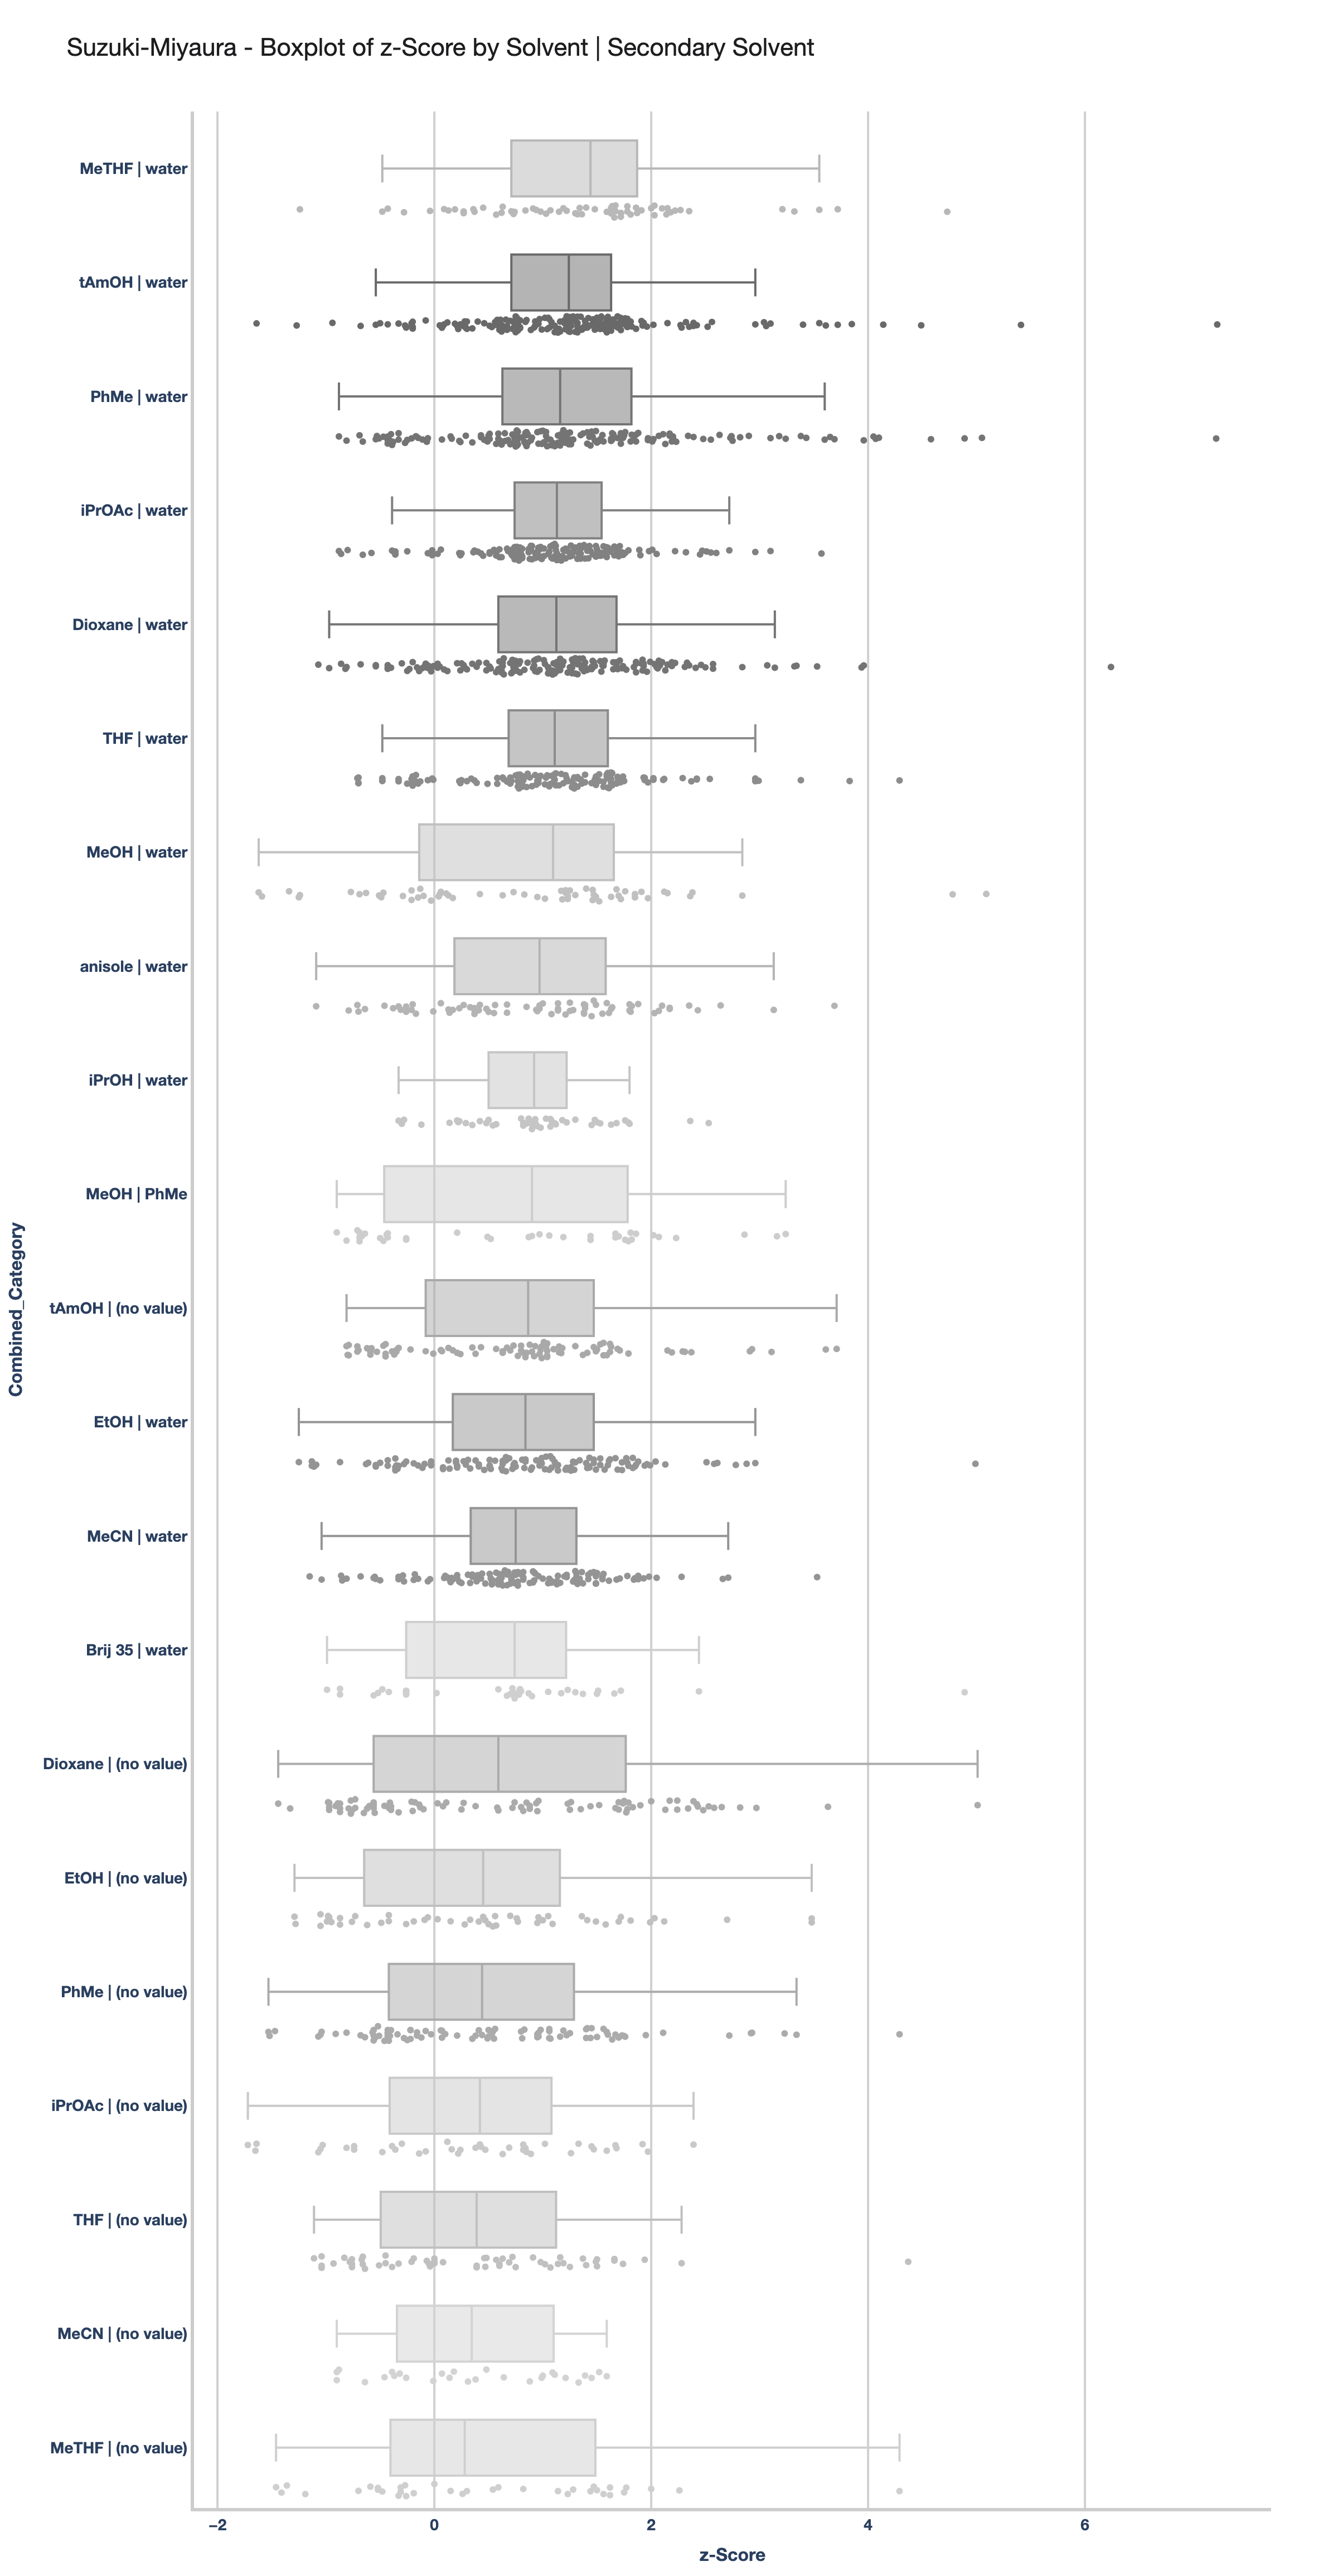 Suzuki-Miyaura - Boxplot of z-Score by Solvent | Secondary Solvent
MeTHF | water
tAmOH | water
PhMe | water
iPrOAc | water
Dioxane | water
THF | water
MeOH | water
anisole | water
iPrOH | water
MeOH | PhMe
tAmOH | (no value)
EtOH | water
MeCN | water
Brij 35 | water
Dioxane | (no value)
EtOH | (no value)
PhMe | (no value)
iPrOAc | (no value)
THF | (no value)
MeCN | (no value)
MeTHF | (no value)
Combined_Category
−2 0 2 4 6
z-Score